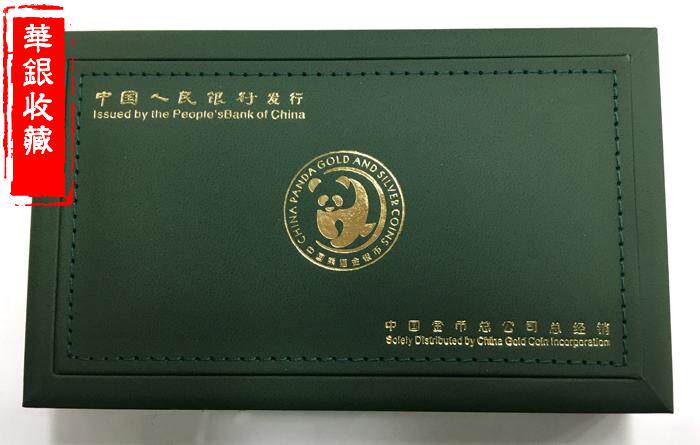 華銀收藏
中国人民银行发行
Issued by the People'sBank of China
CHINA PANDA GOLD AND SILVER COINS
中国熊猫金银币
中国金币总公司总经销
Solely Distributed by China Gold Coin Incorporation